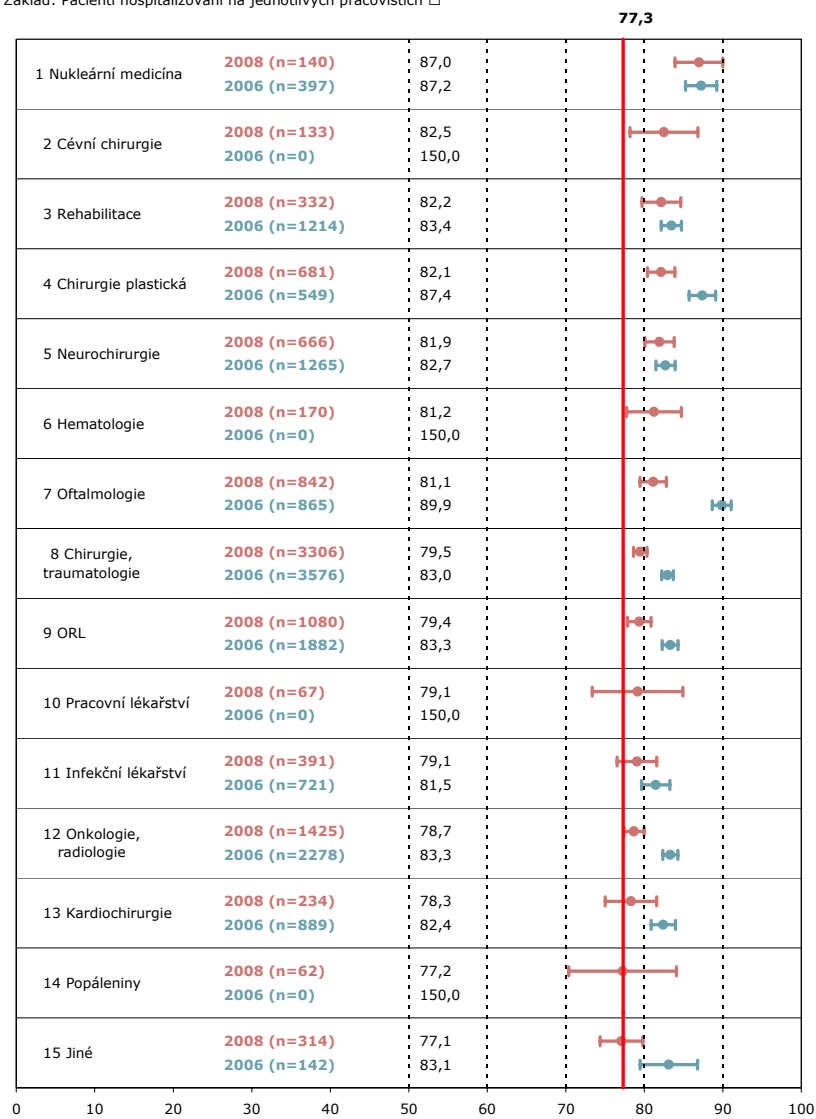 Základ: Pacienti hospitalizovaní na jednotlivých pracovištích □
77,3
1 Nukleární medicína
2008 (n=140) 87,0
2006 (n=397) 87,2
2 Cévní chirurgie
2008 (n=133) 82,5
2006 (n=0) 150,0
3 Rehabilitace
2008 (n=332) 82,2
2006 (n=1214) 83,4
4 Chirurgie plastická
2008 (n=681) 82,1
2006 (n=549) 87,4
5 Neurochirurgie
2008 (n=666) 81,9
2006 (n=1265) 82,7
6 Hematologie
2008 (n=170) 81,2
2006 (n=0) 150,0
7 Oftalmologie
2008 (n=842) 81,1
2006 (n=865) 89,9
8 Chirurgie,
traumatologie
2008 (n=3306) 79,5
2006 (n=3576) 83,0
9 ORL
2008 (n=1080) 79,4
2006 (n=1882) 83,3
10 Pracovní lékařství
2008 (n=67) 79,1
2006 (n=0) 150,0
11 Infekční lékařství
2008 (n=391) 79,1
2006 (n=721) 81,5
12 Onkologie,
radiologie
2008 (n=1425) 78,7
2006 (n=2278) 83,3
13 Kardiochirurgie
2008 (n=234) 78,3
2006 (n=889) 82,4
14 Popáleniny
2008 (n=62) 77,2
2006 (n=0) 150,0
15 Jiné
2008 (n=314) 77,1
2006 (n=142) 83,1
0 10 20 30 40 50 60 70 80 90 100